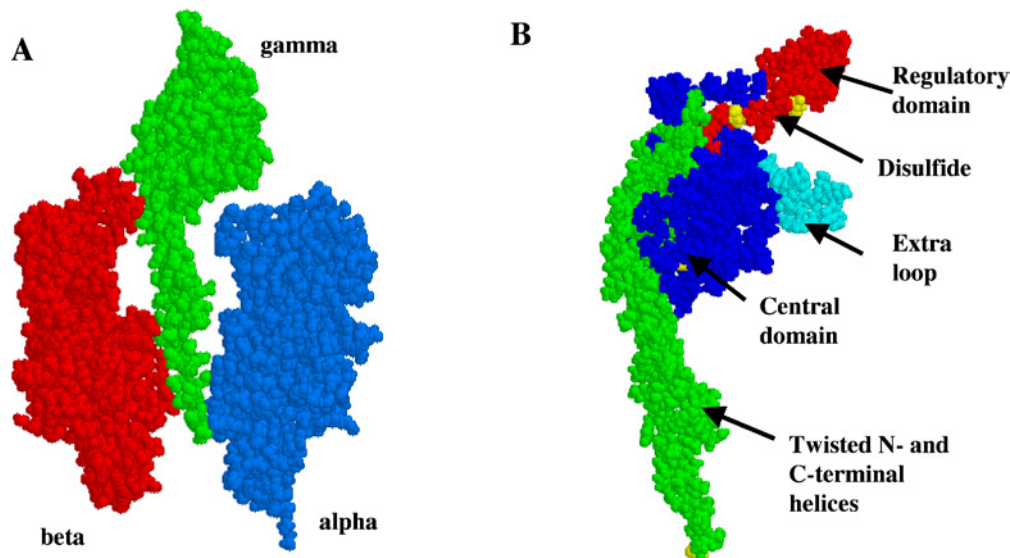 A
gamma
beta
alpha
B
Regulatory
domain
Disulfide
Extra
loop
Central
domain
Twisted N- and
C-terminal
helices